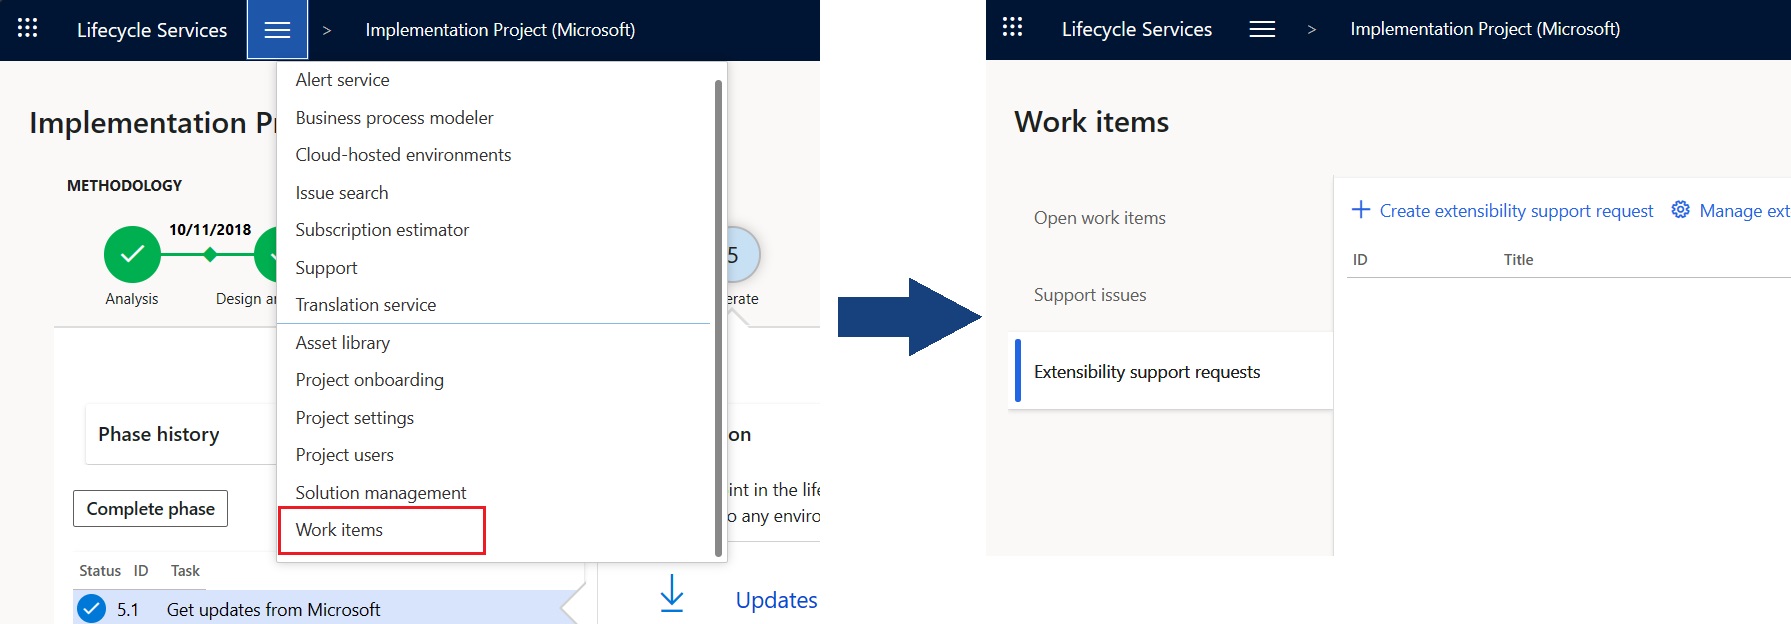 Lifecycle Services > Implementation Project (Microsoft)
Implementation P
METHODOLOGY
10/11/2018
Analysis
Design a
Phase history
Complete phase
Status ID Task
5.1 Get updates from Microsoft
Alert service
Business process modeler
Cloud-hosted environments
Issue search
Subscription estimator
Support
Translation service
Asset library
Project onboarding
Project settings
Project users
Solution management
Work items
5
erate
on
int in the life
o any enviro
Updates
Lifecycle Services > Implementation Project (Microsoft)
Work items
Open work items
Support issues
Extensibility support requests
Create extensibility support request Manage ext
ID Title